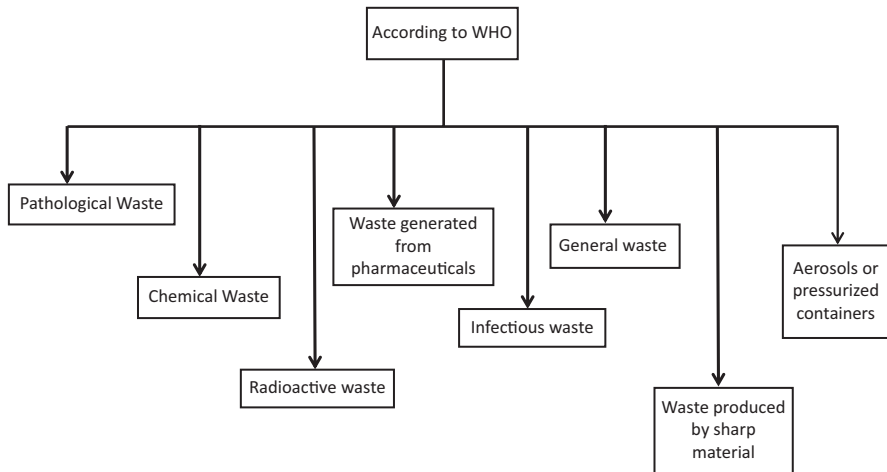 According to WHO
Pathological Waste
Chemical Waste
Radioactive waste
Waste generated
from
pharmaceuticals
Infectious waste
General waste
Waste produced
by sharp
material
Aerosols or
pressurized
containers